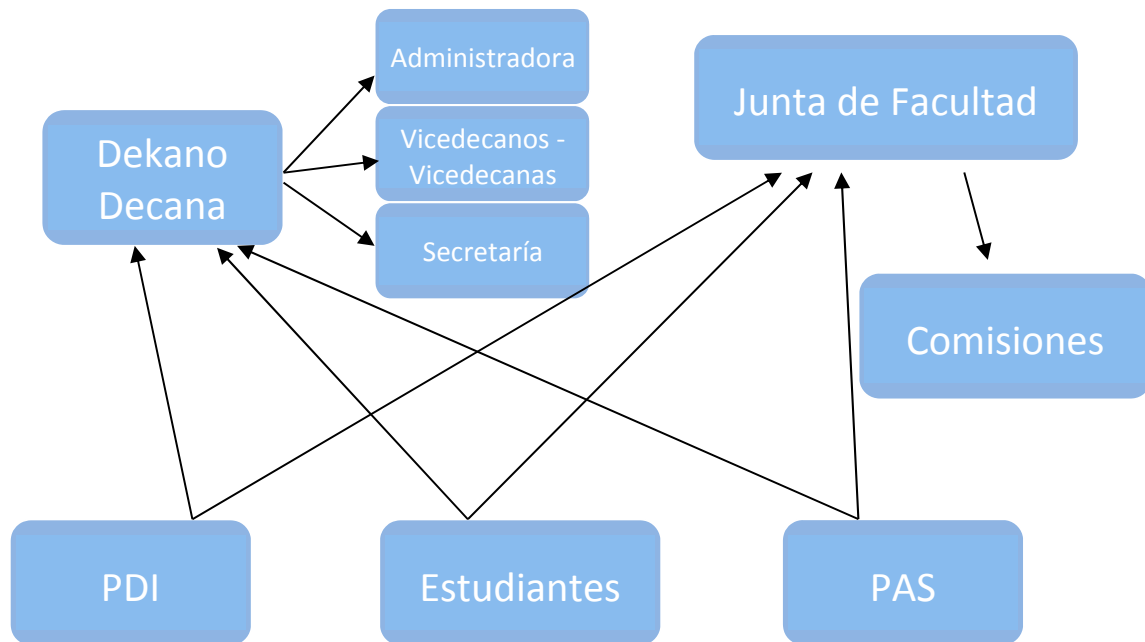 Administradora
Junta de Facultad
Dekano
Decana
Vicedecanos -
Vicedecanas
Secretaría
Comisiones
PDI
Estudiantes
PAS